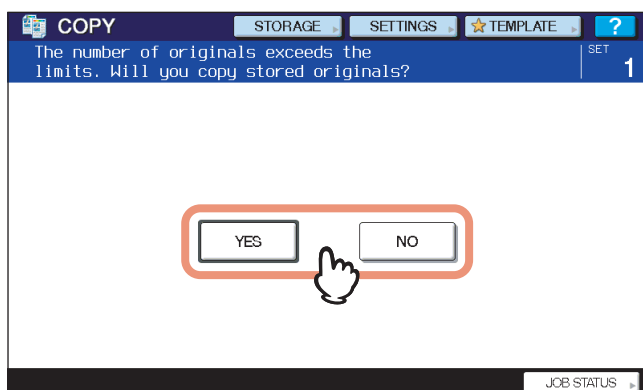 COPY STORAGE SETTINGS TEMPLATE ?
The number of originals exceeds the
limits. Will you copy stored originals?
SET
1
YES NO
JOB STATUS